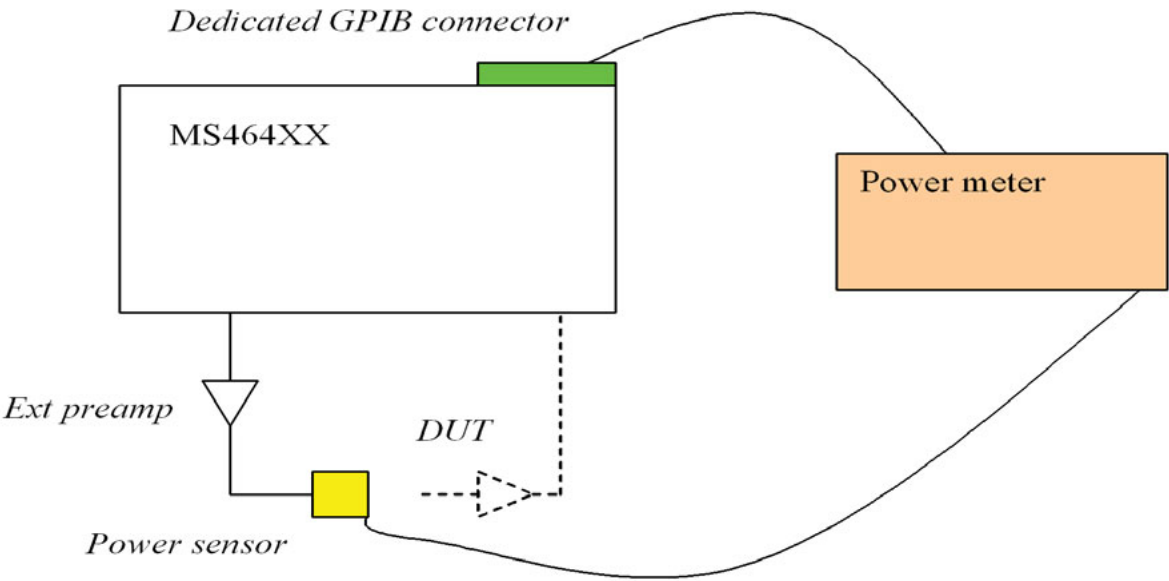 Dedicated GPIB connector
MS464XX
Power meter
Ext preamp
DUT
Power sensor